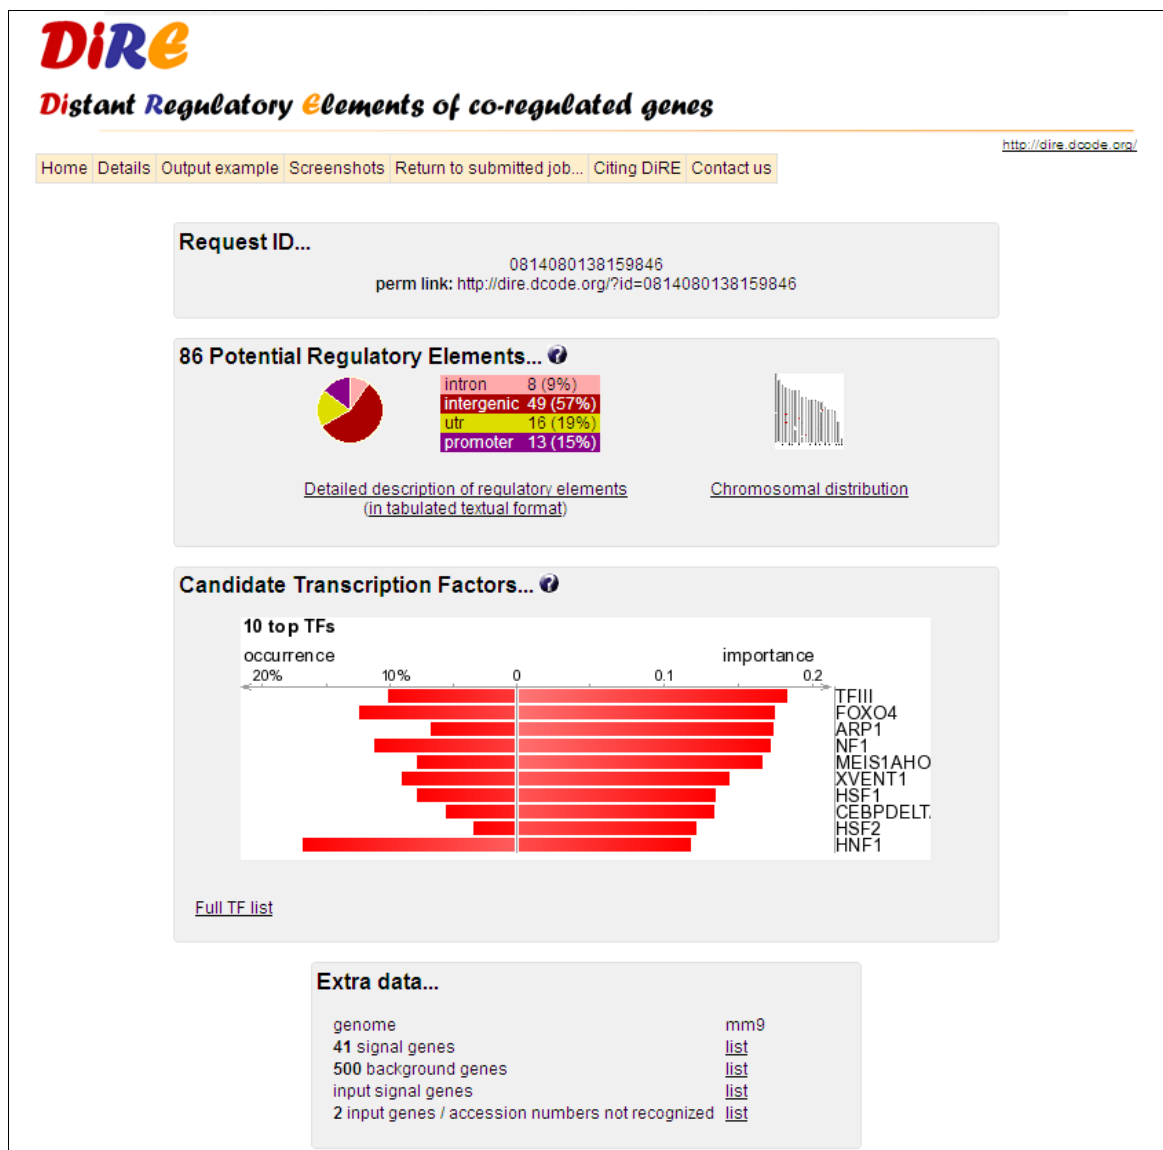 DiRE
Distant Regulatory Elements of co-regulated genes
http://dire.dcode.org/
Home Details Output example Screenshots Return to submitted job... Citing DiRE Contact us
Request ID...
0814080138159846
perm link: http://dire.dcode.org/?id=0814080138159846
86 Potential Regulatory Elements... ?
intron 8 (9%)
intergenic 49 (57%)
utr 16 (19%)
promoter 13 (15%)
Detailed description of regulatory elements
(in tabulated textual format)
Chromosomal distribution
Candidate Transcription Factors... ?
10 top TFs
occurrence importance
20% 10% 0 0.1 0.2
TFIII
FOXO4
ARP1
NF1
MEIS1AHO
XVENT1
HSF1
CEBPDELT
HSF2
HNF1
Full TF list
Extra data...
genome mm9
41 signal genes list
500 background genes list
input signal genes list
2 input genes / accession numbers not recognized list